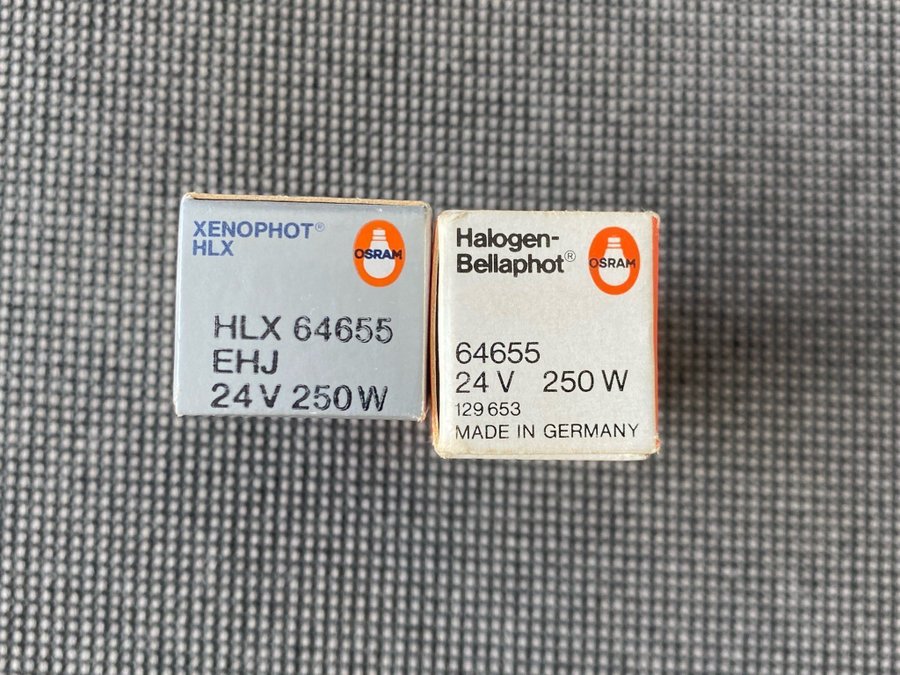 XENOPHOT®
HLX
OSRAM
HLX 64655
EHJ
24 V 250 W
Halogen-
Bellaphot®
OSRAM
64655
24 V 250 W
129 653
MADE IN GERMANY